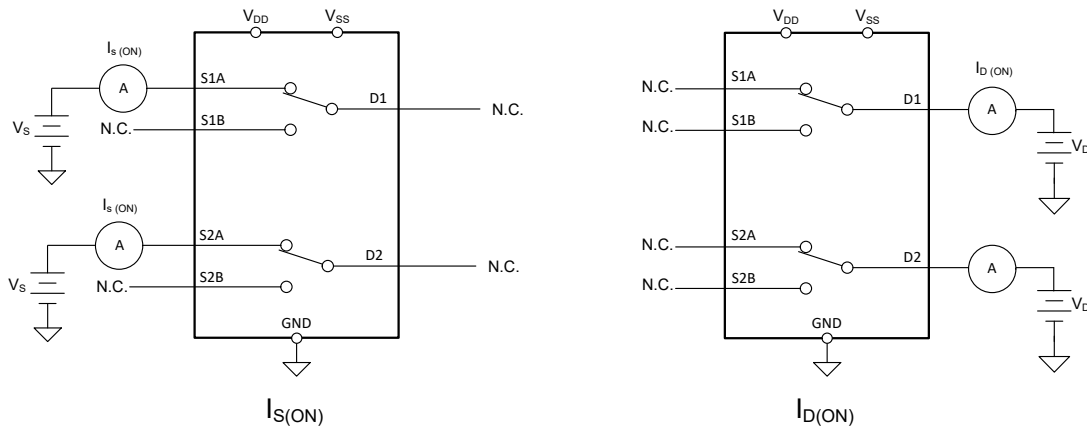 VDD VSS
Is (ON)
A
S1A
D1
N.C.
VS
N.C.
S1B
Is (ON)
A
S2A
D2
N.C.
VS
N.C.
S2B
GND
IS(ON)
VDD VSS
N.C.
S1A
ID (ON)
D1
A
N.C.
S1B
VD
N.C.
S2A
D2
A
N.C.
S2B
VD
GND
ID(ON)